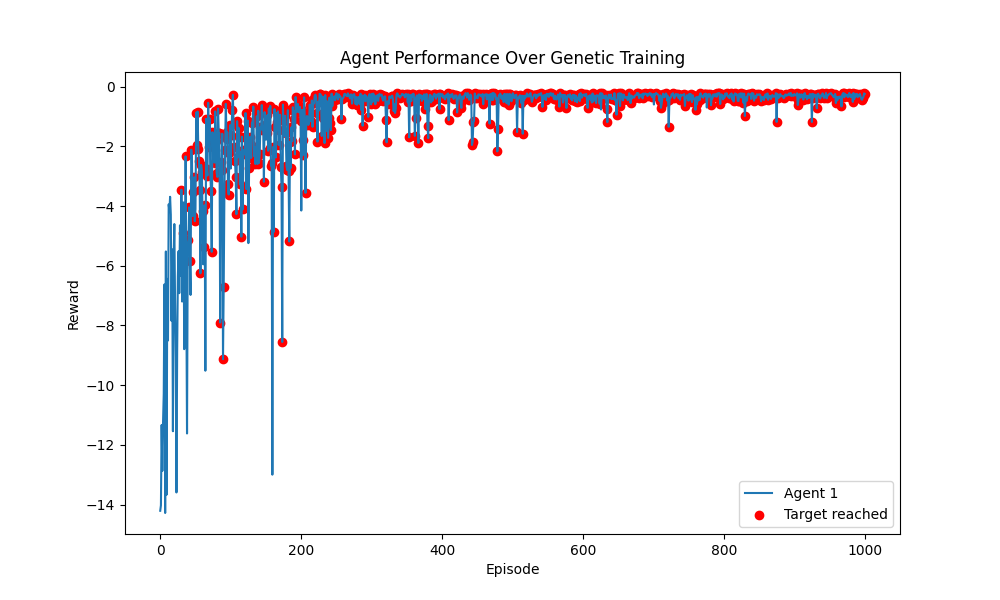 Agent Performance Over Genetic Training
Reward
0
−2
−4
−6
−8
−10
−12
−14
0
200
400
600
800
1000
Episode
Agent 1
Target reached